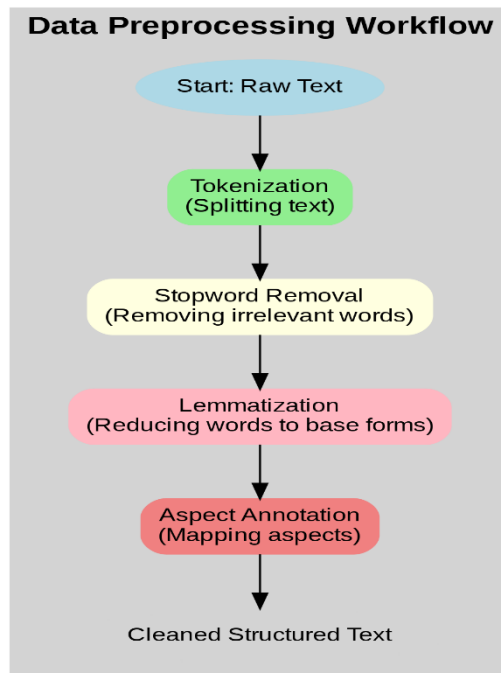 Data Preprocessing Workflow
Start: Raw Text
Tokenization
(Splitting text)
Stopword Removal
(Removing irrelevant words)
Lemmatization
(Reducing words to base forms)
Aspect Annotation
(Mapping aspects)
Cleaned Structured Text